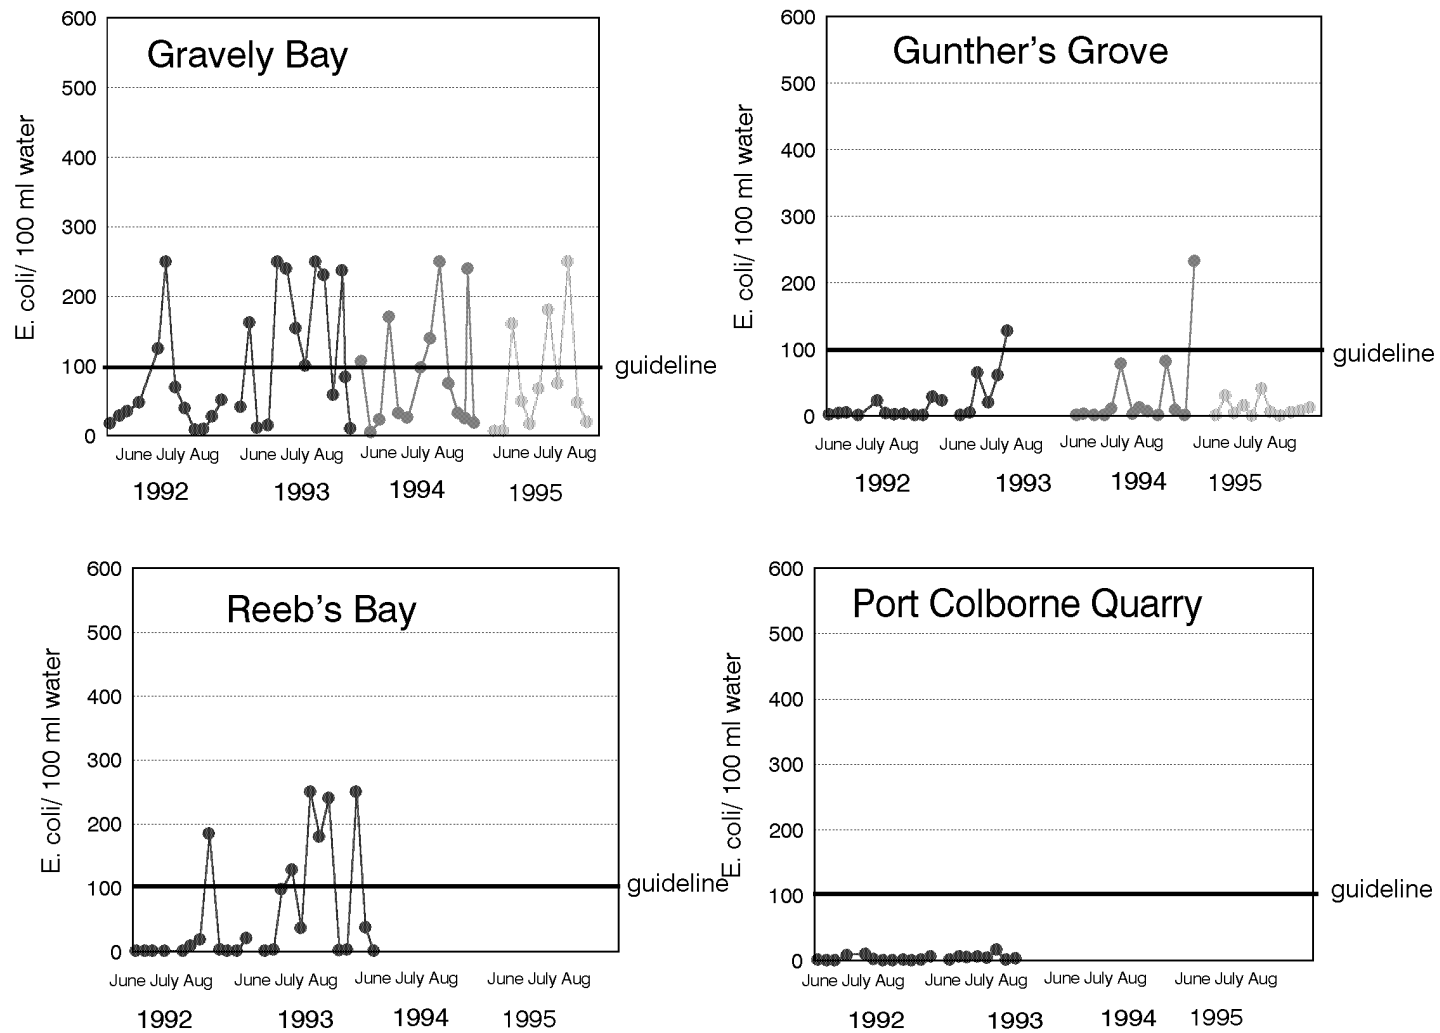 Gravely Bay
E. coli/ 100 ml water
600
500
400
300
200
100
0
guideline
June July Aug June July Aug June July Aug June July Aug
1992 1993 1994 1995
Gunther's Grove
E. coli/ 100 ml water
600
500
400
300
200
100
0
guideline
June July Aug June July Aug June July Aug June July Aug
1992 1993 1994 1995
Reeb's Bay
E. coli/ 100 ml water
600
500
400
300
200
100
0
guideline
June July Aug June July Aug June July Aug June July Aug
1992 1993 1994 1995
Port Colborne Quarry
E. coli/ 100 ml water
600
500
400
300
200
100
0
guideline
June July Aug June July Aug June July Aug June July Aug
1992 1993 1994 1995